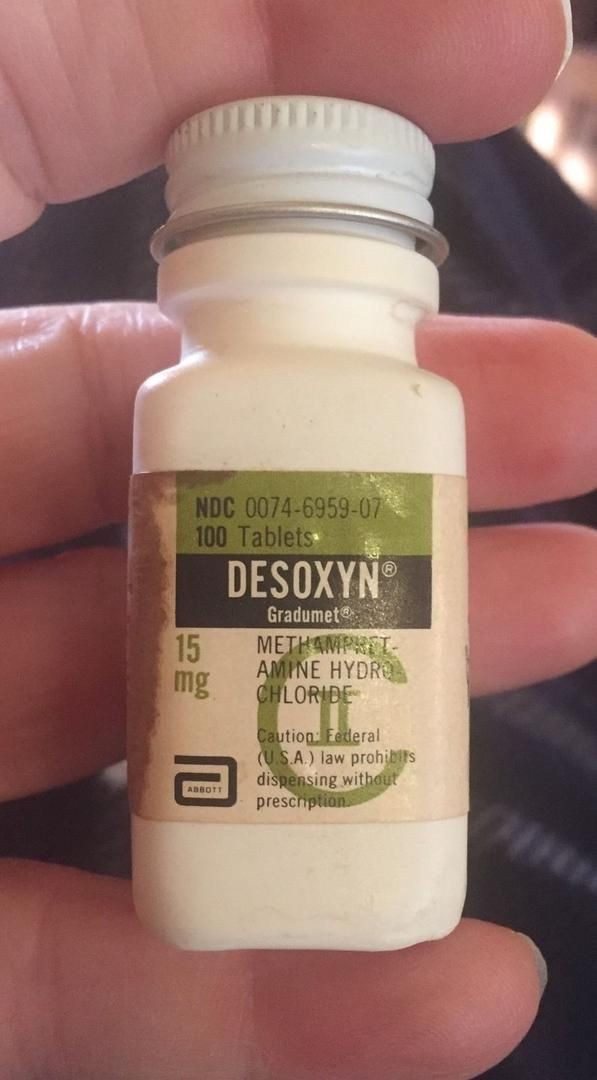 NDC 0074-6959-07
100 Tablets
DESOXYN®
Gradumet®
15
mg
METHAMPHET-
AMINE HYDRO
CHLORIDE
CII
Caution: Federal
(U.S.A.) law prohibits
dispensing without
prescription.
ABBOTT